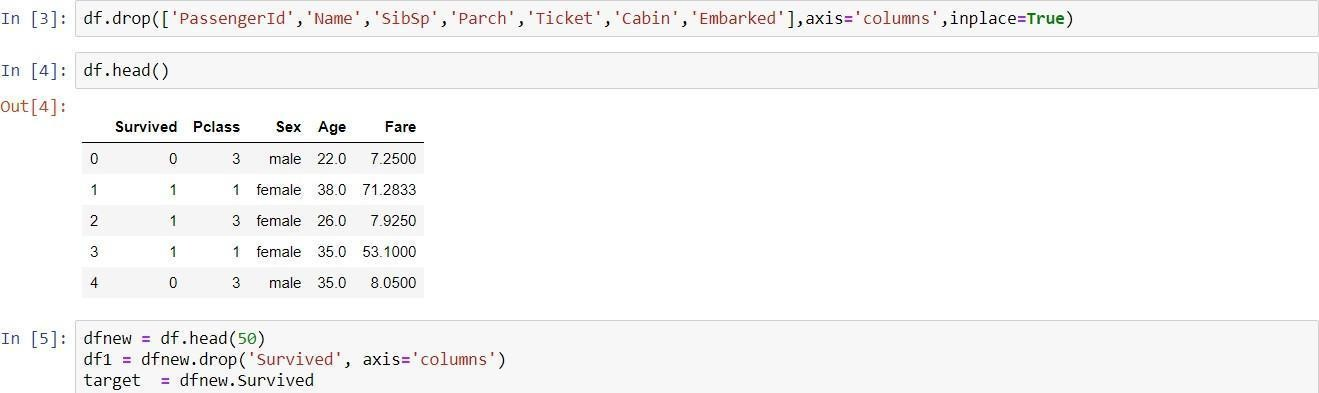 In [3]: df.drop(['PassengerId','Name','SibSp','Parch','Ticket','Cabin','Embarked'],axis='columns',inplace=True)
In [4]: df.head()
Out[4]:
Survived Pclass Sex Age Fare
0 0 3 male 22.0 7.2500
1 1 1 female 38.0 71.2833
2 1 3 female 26.0 7.9250
3 1 1 female 35.0 53.1000
4 0 3 male 35.0 8.0500
In [5]: dfnew = df.head(50)
df1 = dfnew.drop('Survived', axis='columns')
target  = dfnew.Survived